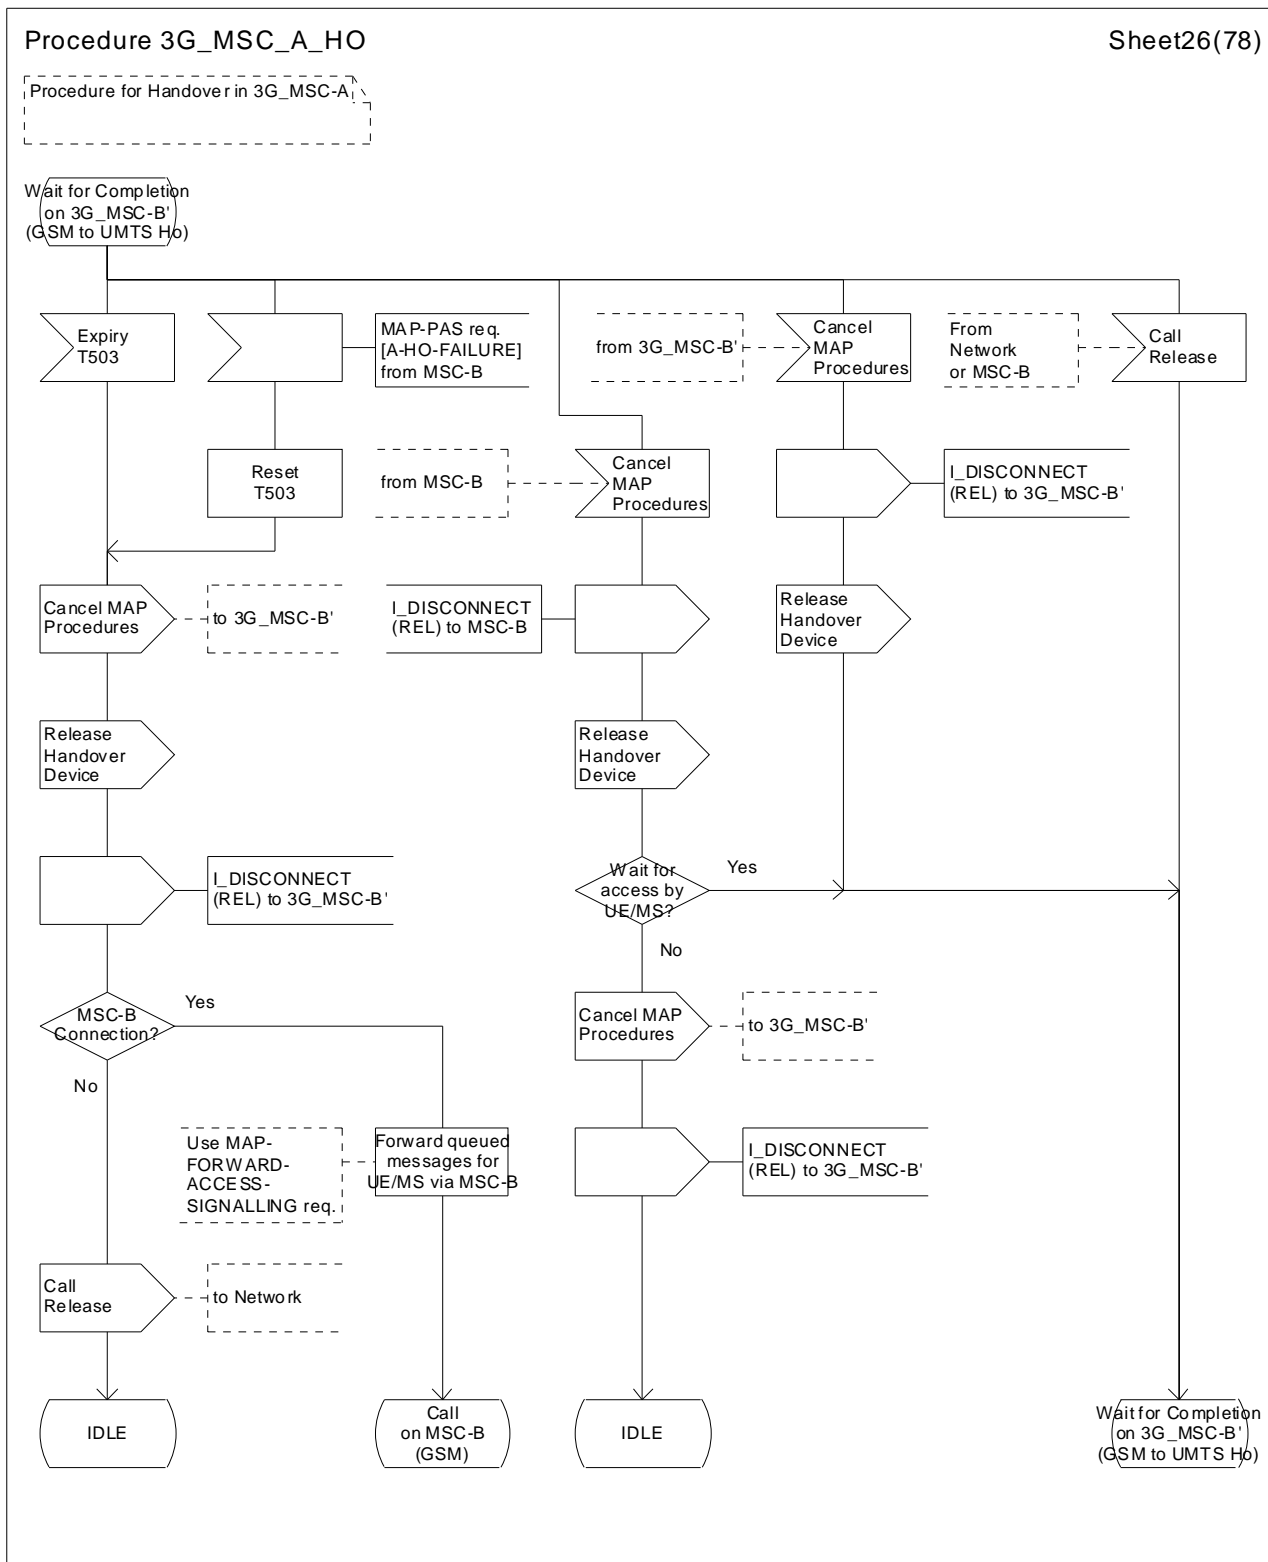 Procedure 3G_MSC_A_HO
Sheet26(78)
Procedure for Handover in 3G_MSC-A
Wait for Completion
on 3G_MSC-B'
(GSM to UMTS Ho)
Expiry
T503
MAP-PAS req.
[A-HO-FAILURE]
from MSC-B
from 3G_MSC-B'
Cancel
MAP
Procedures
From
Network
or MSC-B
Call
Release
Reset
T503
from MSC-B
Cancel
MAP
Procedures
I_DISCONNECT
(REL) to 3G_MSC-B'
Cancel MAP
Procedures
to 3G_MSC-B'
I_DISCONNECT
(REL) to MSC-B
Release
Handover
Device
Release
Handover
Device
Release
Handover
Device
I_DISCONNECT
(REL) to 3G_MSC-B'
Wait for
access by
UE/MS?
Yes
No
MSC-B
Connection?
Yes
No
Cancel MAP
Procedures
to 3G_MSC-B'
Use MAP-
FORWARD-
ACCESS-
SIGNALLING req.
Forward queued
messages for
UE/MS via MSC-B
I_DISCONNECT
(REL) to 3G_MSC-B'
Call
Release
to Network
IDLE
Call
on MSC-B
(GSM)
IDLE
Wait for Completion
on 3G_MSC-B'
(GSM to UMTS Ho)